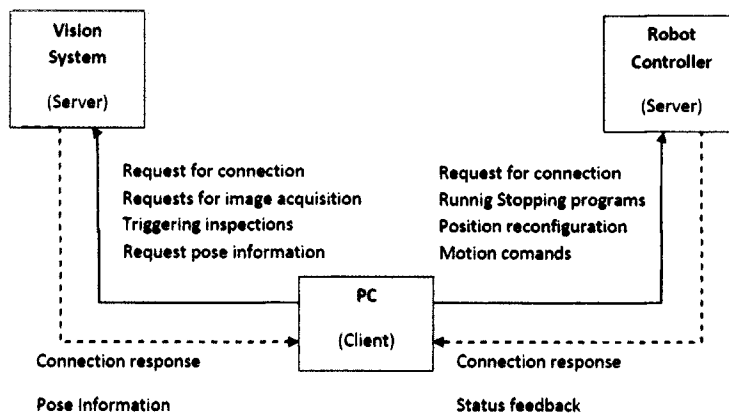 Vision
System
(Server)
Robot
Controller
(Server)
Request for connection
Requests for image acquisition
Triggering inspections
Request pose information
Request for connection
Runnig Stopping programs
Position reconfiguration
Motion comands
PC
(Client)
Connection response
Pose Information
Connection response
Status feedback